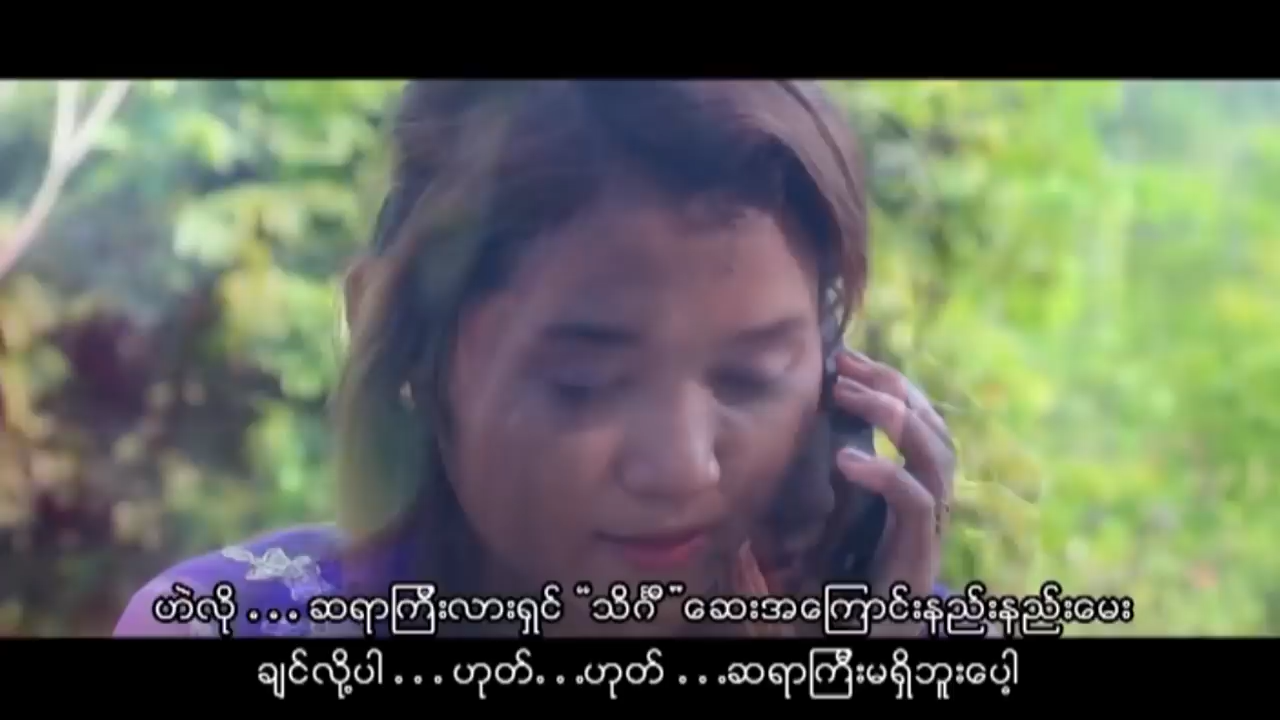 ဟဲလို . . . ဆရာကြီးလားရှင် “သိင်္ဂီ”ဆေးအကြောင်းနည်းနည်းမေး
ချင်လို့ပါ . . . ဟုတ်. . .ဟုတ် . . .ဆရာကြီးမရှိဘူးပေ့ါ